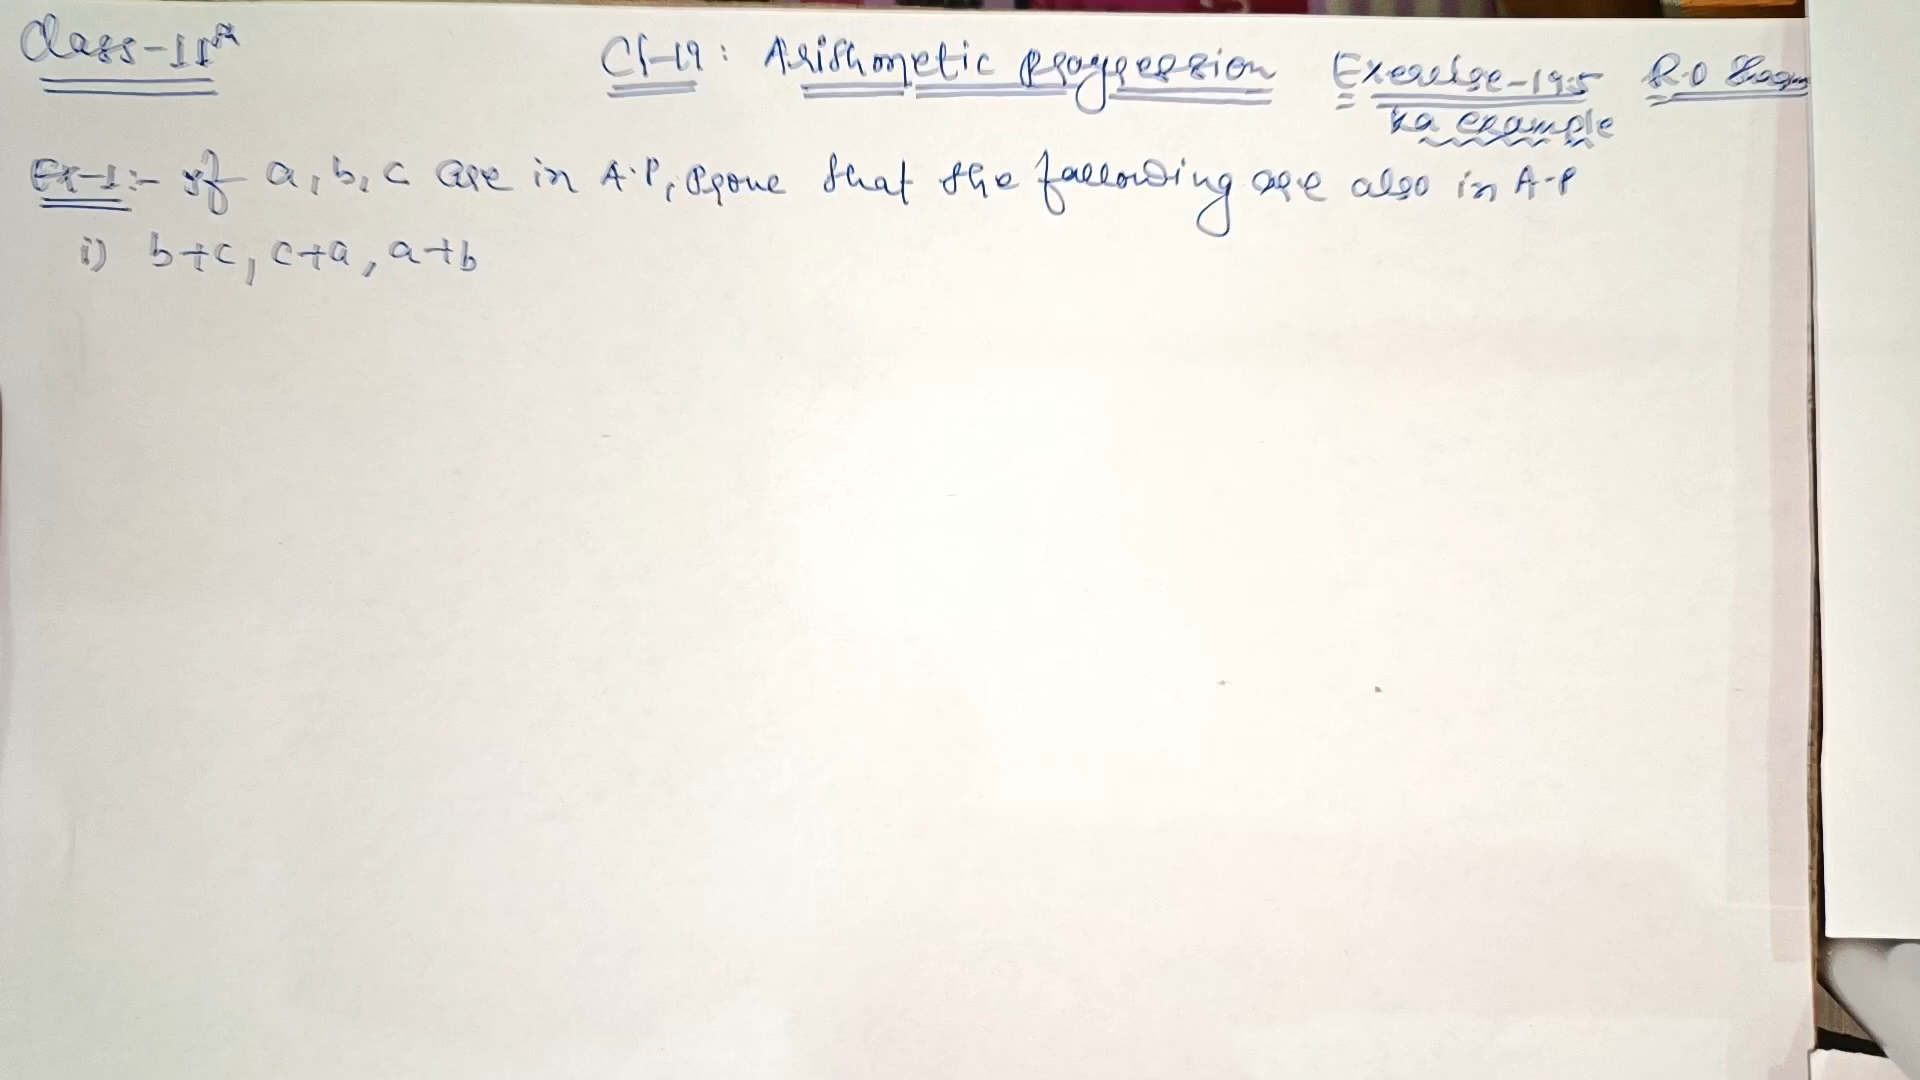 Class-11th
Ch-19: Arithmetic progression Exercise-19.5 R.D Sharm
ka example
Ex-1:- If a, b, c are in A.P, prove that the following are also in A.P
i) b+c, c+a, a+b